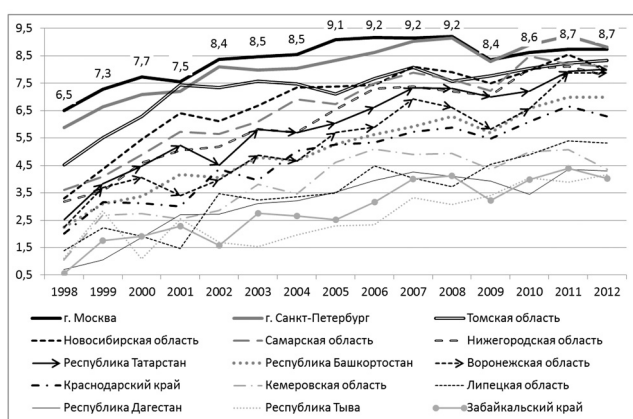 9,5
8,5
7,5
6,5
5,5
4,5
3,5
2,5
1,5
0,5
6,5 7,3 7,7 7,5 8,4 8,5 8,5 9,1 9,2 9,2 9,2 8,4 8,6 8,7 8,7
1998 1999 2000 2001 2002 2003 2004 2005 2006 2007 2008 2009 2010 2011 2012
г. Москва г. Санкт-Петербург Томская область
Новосибирская область Самарская область Нижегородская область
Республика Татарстан Республика Башкортостан Воронежская область
Краснодарский край Кемеровская область Липецкая область
Республика Дагестан Республика Тыва Забайкальский край